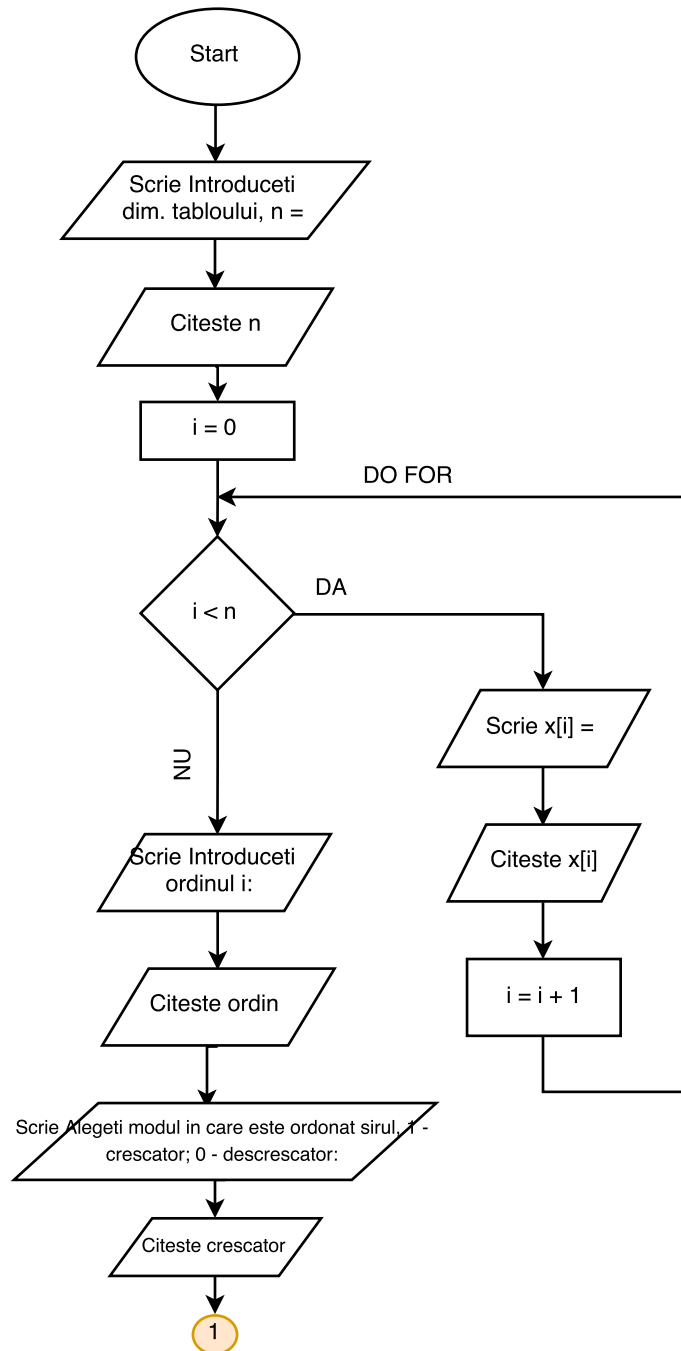 Start
Scrie Introduceti
dim. tabloului, n =
Citeste n
i = 0
DO FOR
i < n
DA
Scrie x[i] =
Citeste x[i]
i = i + 1
NU
Scrie Introduceti
ordinul i:
Citeste ordin
Scrie Alegeti modul in care este ordonat sirul, 1 -
crescator; 0 - descrescator:
Citeste crescator
1